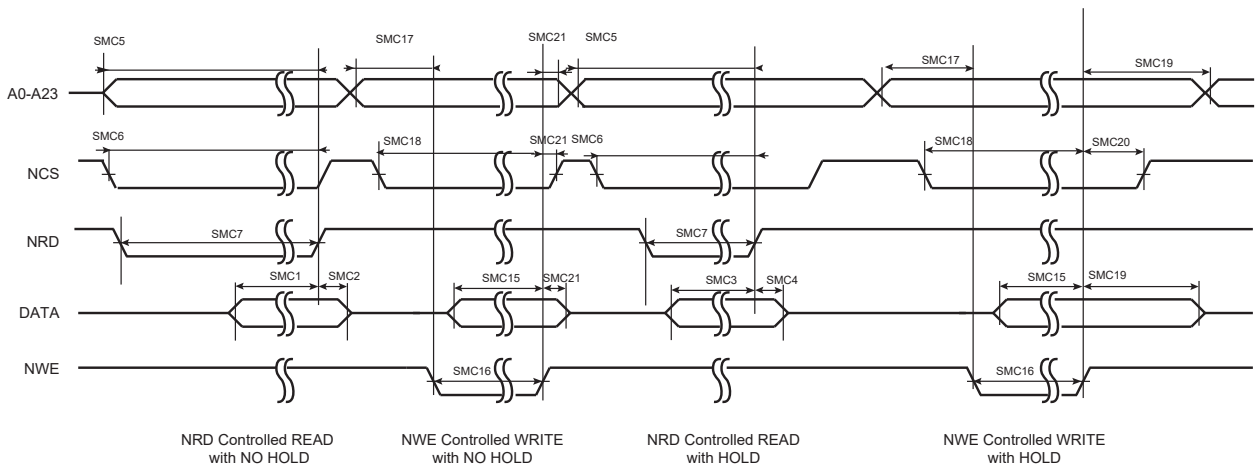 SMC5
SMC17
SMC21
SMC5
SMC17
SMC19
A0-A23
SMC6
SMC18
SMC21
SMC6
SMC18
SMC20
NCS
NRD
SMC7
SMC7
SMC1
SMC2
SMC15
SMC21
SMC3
SMC4
SMC15
SMC19
DATA
NWE
SMC16
SMC16
NRD Controlled READ
with NO HOLD
NWE Controlled WRITE
with NO HOLD
NRD Controlled READ
with HOLD
NWE Controlled WRITE
with HOLD